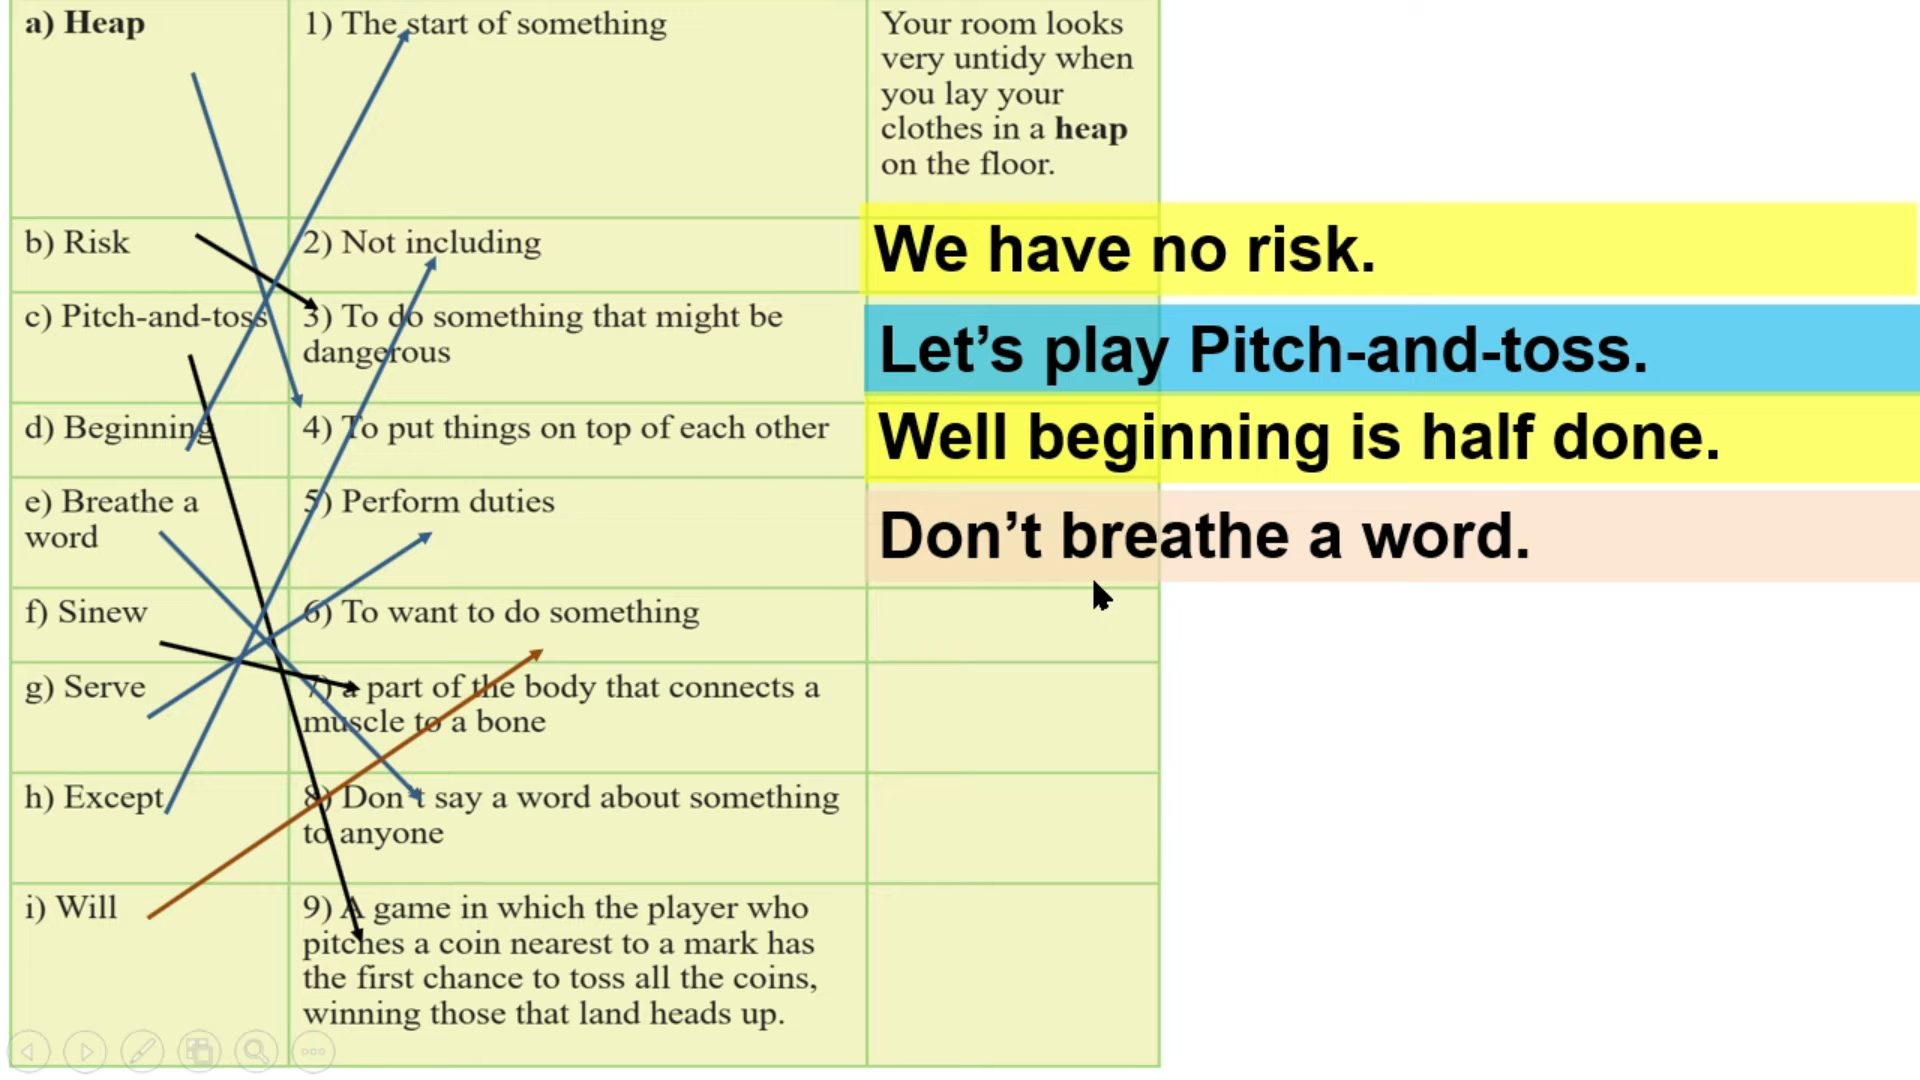 a) Heap
1) The start of something
Your room looks
very untidy when
you lay your
clothes in a heap
on the floor.
b) Risk
2) Not including
We have no risk.
c) Pitch-and-toss
3) To do something that might be
dangerous
Let's play Pitch-and-toss.
d) Beginning
4) To put things on top of each other
Well beginning is half done.
e) Breathe a
word
5) Perform duties
Don't breathe a word.
f) Sinew
6) To want to do something
g) Serve
7) a part of the body that connects a
muscle to a bone
h) Except
8) Don't say a word about something
to anyone
i) Will
9) A game in which the player who
pitches a coin nearest to a mark has
the first chance to toss all the coins,
winning those that land heads up.